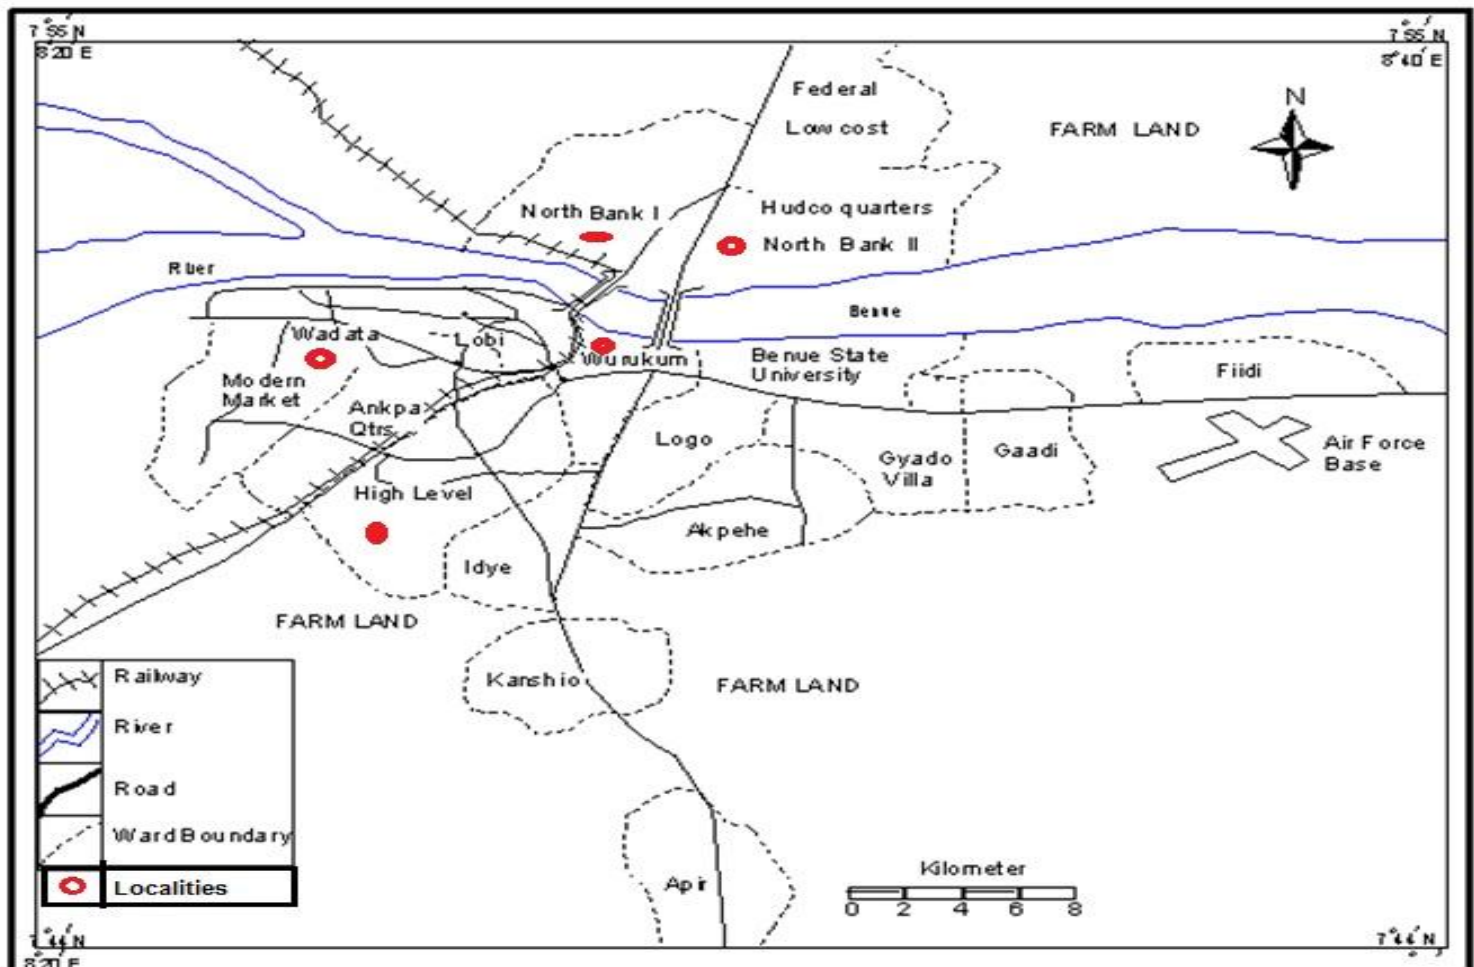 7°55'N
8°20'E
7°55'N
8°40'E
Federal
Low cost
FARM LAND
N
North Bank I
Hudco quarters
North Bank II
River
Benue
Wadata
Lobi
Wurukum
Benue State
University
Fiidi
Modern
Market
Ankpa
Qtrs
Logo
Gyado
Villa
Gaadi
Air Force
Base
High Level
Akpehe
Idye
FARM LAND
Kanshio
FARM LAND
Railway
River
Road
Ward Boundary
Localities
Apir
Kilometer
0 2 4 6 8
7°44'N
8°20'E
7°44'N